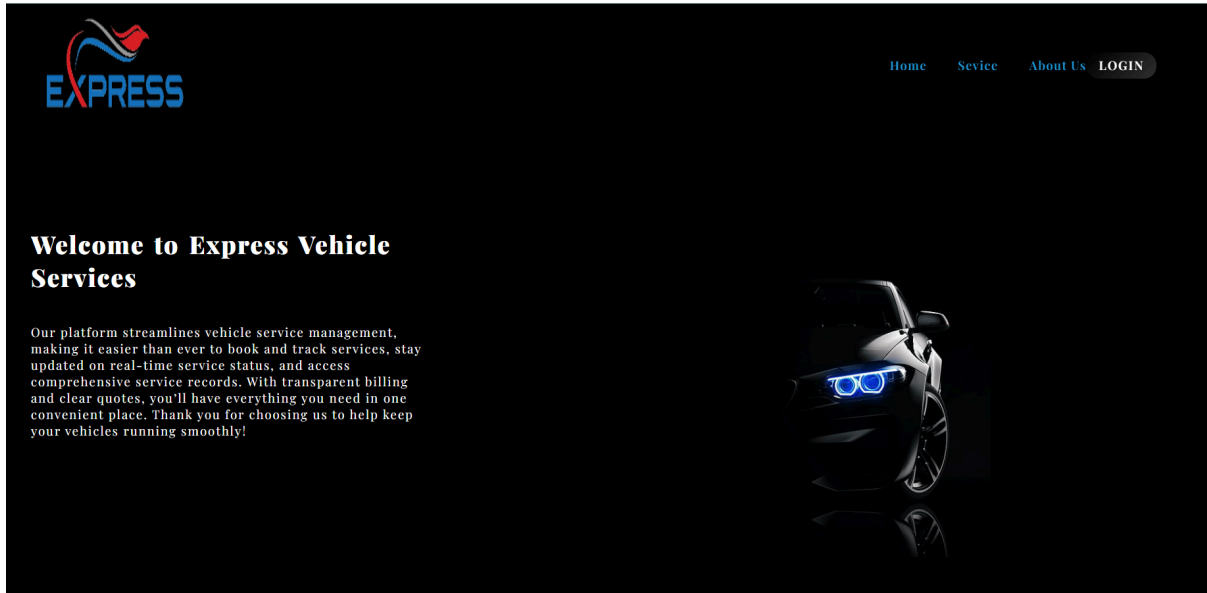 EXPRESS
Home Sevice About Us LOGIN
Welcome to Express Vehicle
Services
Our platform streamlines vehicle service management,
making it easier than ever to book and track services, stay
updated on real-time service status, and access
comprehensive service records. With transparent billing
and clear quotes, you'll have everything you need in one
convenient place. Thank you for choosing us to help keep
your vehicles running smoothly!